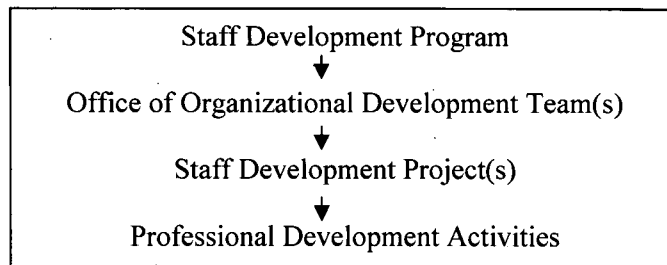 Staff Development Program
Office of Organizational Development Team(s)
Staff Development Project(s)
Professional Development Activities